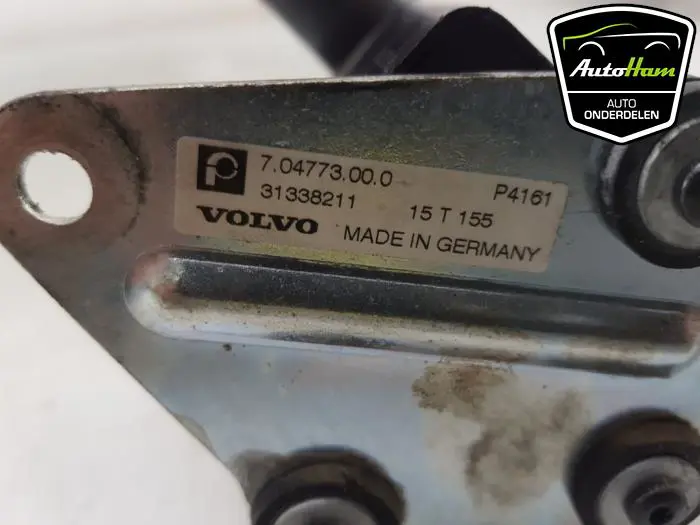 AutoHam
AUTO
ONDERDELEN
7.04773.00.0 P4161
31338211 15 T 155
VOLVO MADE IN GERMANY